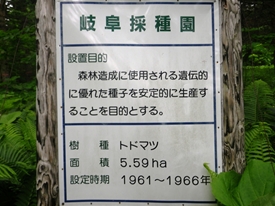 岐阜採種園
設置目的
森林造成に使用される遺伝的
に優れた種子を安定的に生産す
ることを目的とする。
樹種 トドマツ
面積 5.59ha
設定時期 1961～1966年